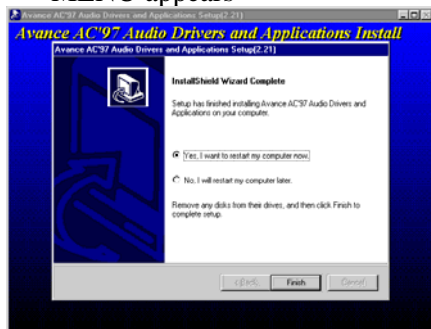 MENU appears
Avance AC'97 Audio Drivers and Applications Setup(2.21)
Avance AC'97 Audio Drivers and Applications Install
Avance AC'97 Audio Drivers and Applications Setup(2.21)
InstallShield Wizard Complete
Setup has finished installing Avance AC'97 Audio Drivers and
Applications on your computer.
Yes, I want to restart my computer now.
No, I will restart my computer later.
Remove any disks from their drives, and then click Finish to
complete setup.
< Back
Finish
Cancel